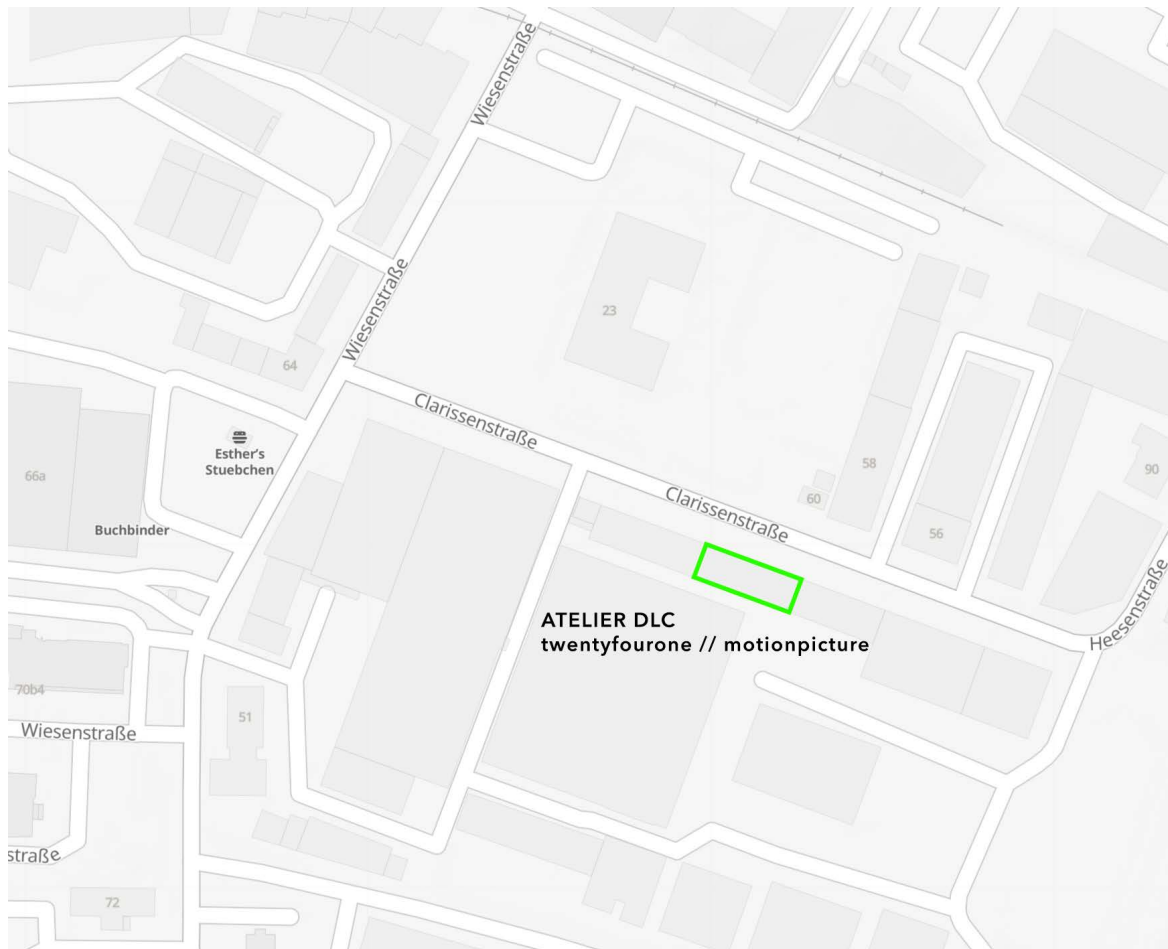 Wiesenstraße
Wiesenstraße
23
64
Clarissenstraße
Esther's
Stuebchen
66a
Buchbinder
58
90
60
Clarissenstraße
56
ATELIER DLC
twentyfourone // motionpicture
Heesenstraße
70b4
51
Wiesenstraße
straße
72